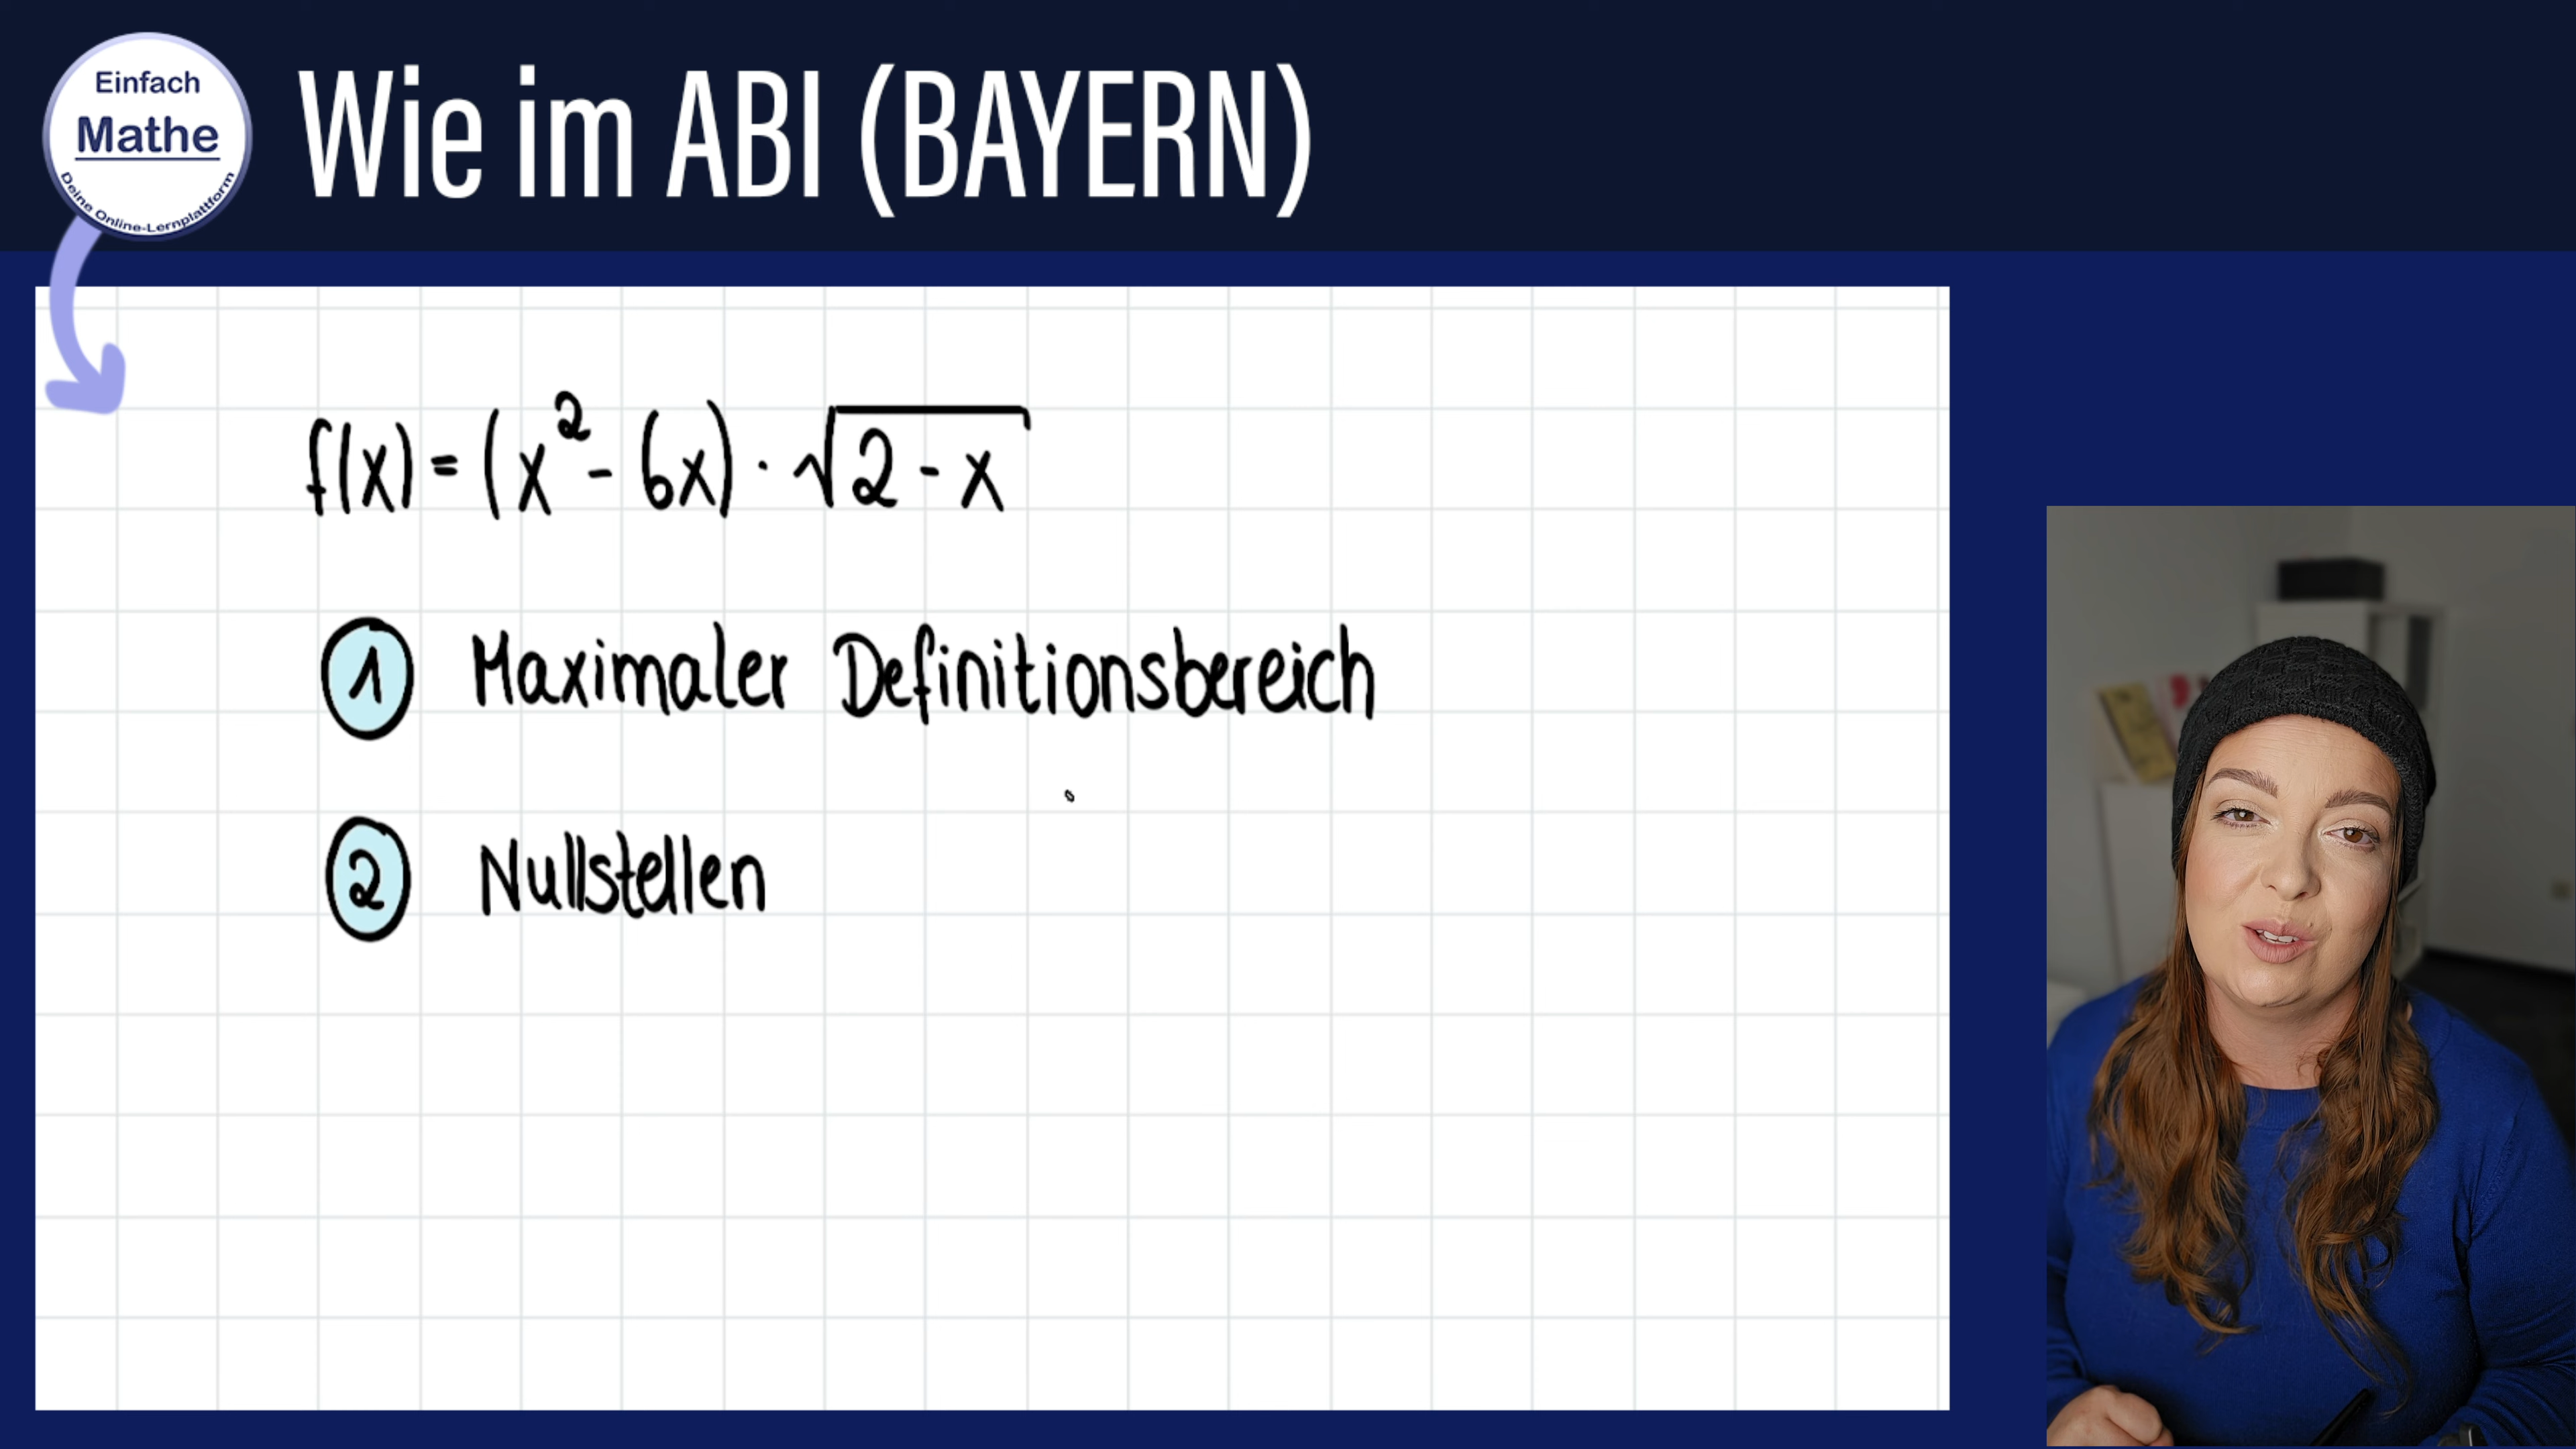 Einfach
Mathe
Deine Online-Lernplattform
Wie im ABI (BAYERN)
f(x) = (x² - 6x) · √(2 - x)
1 Maximaler Definitionsbereich
2 Nullstellen